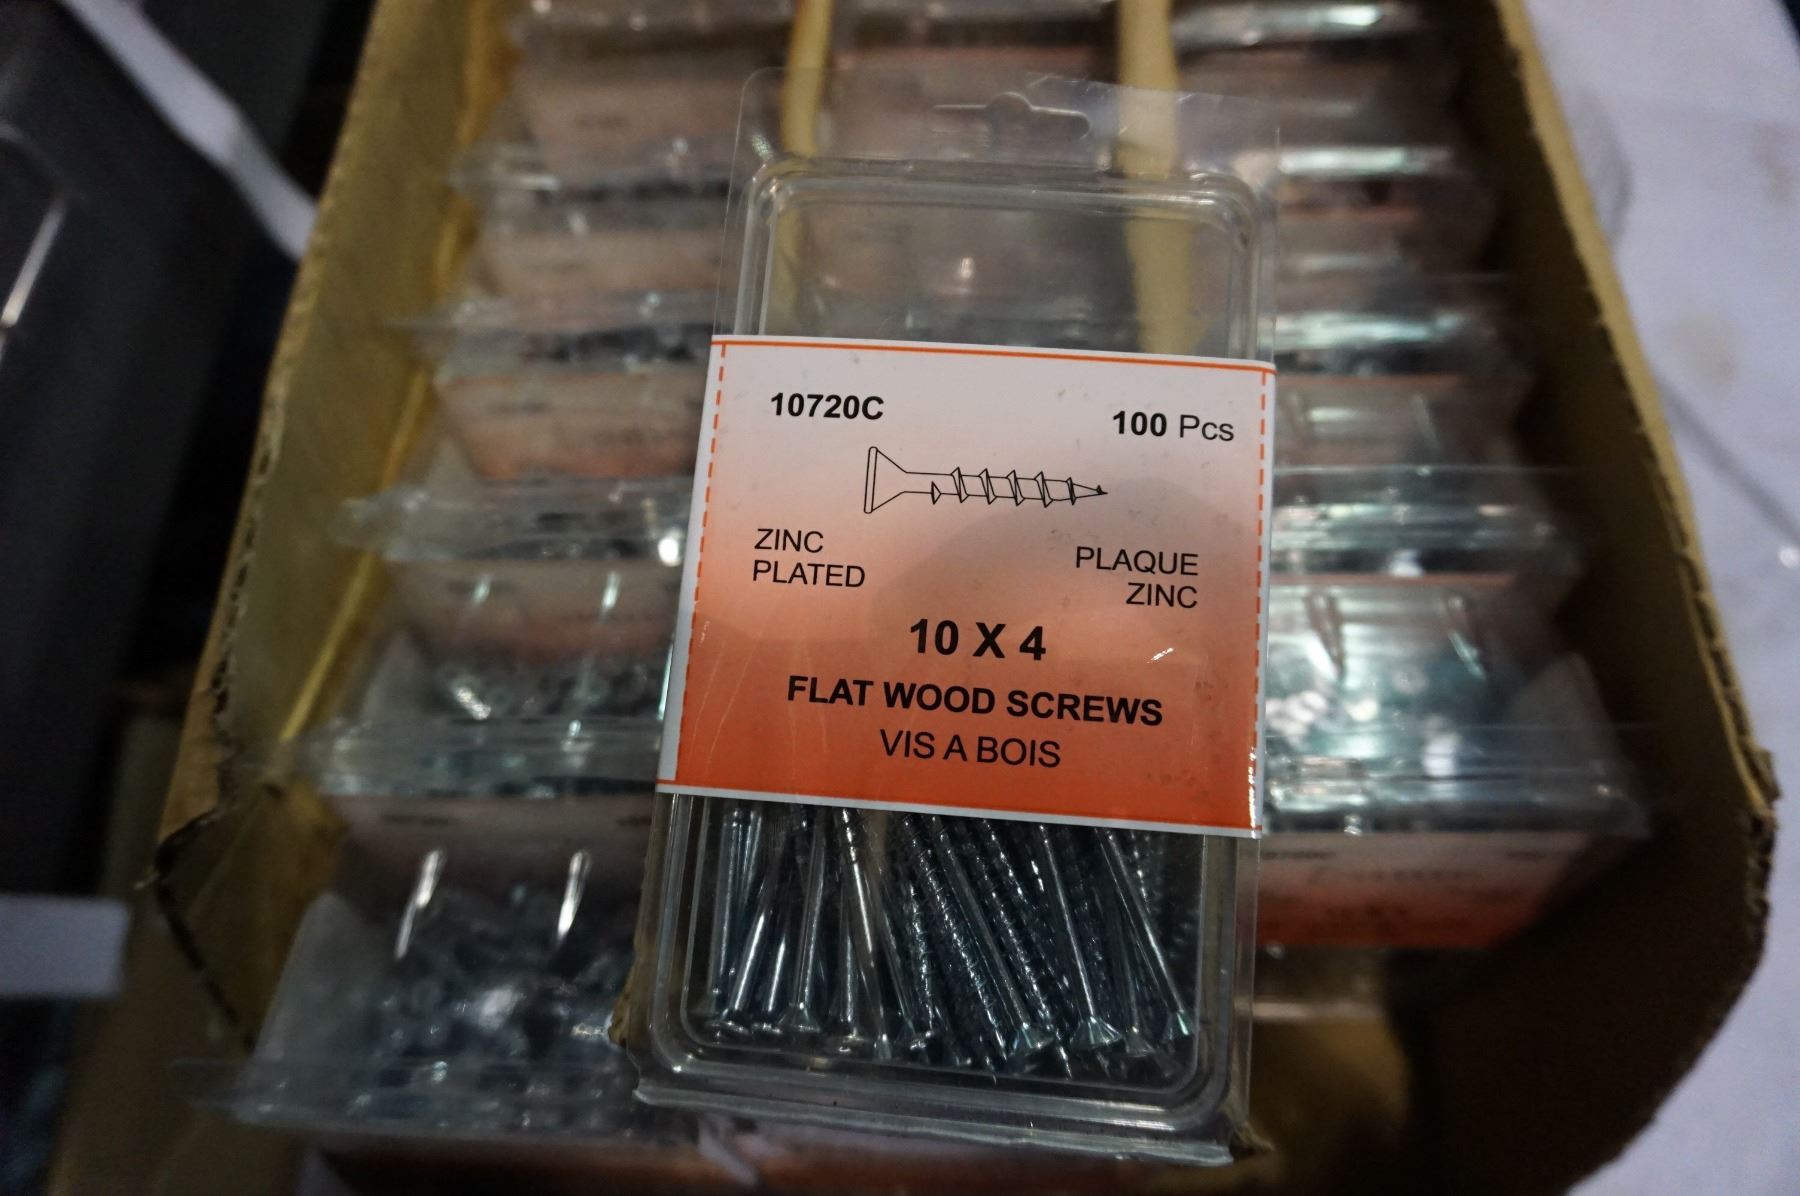 10720C
100 Pcs
ZINC
PLATED
PLAQUE
ZINC
10 X 4
FLAT WOOD SCREWS
VIS A BOIS